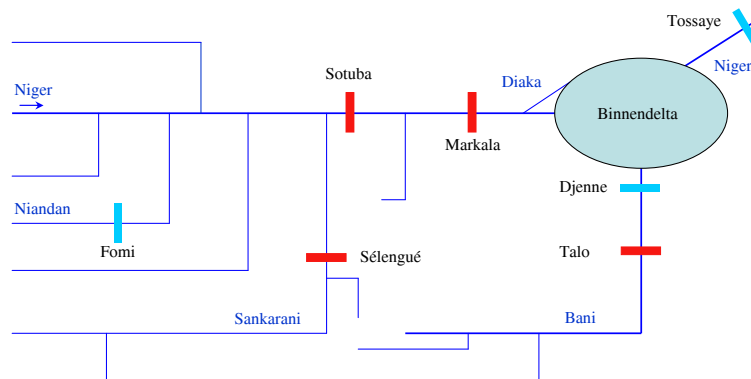 Tossaye
Niger
Sotuba
Diaka
Niger
Binnendelta
Markala
Djenne
Niandan
Fomi
Sélengué
Talo
Sankarani
Bani